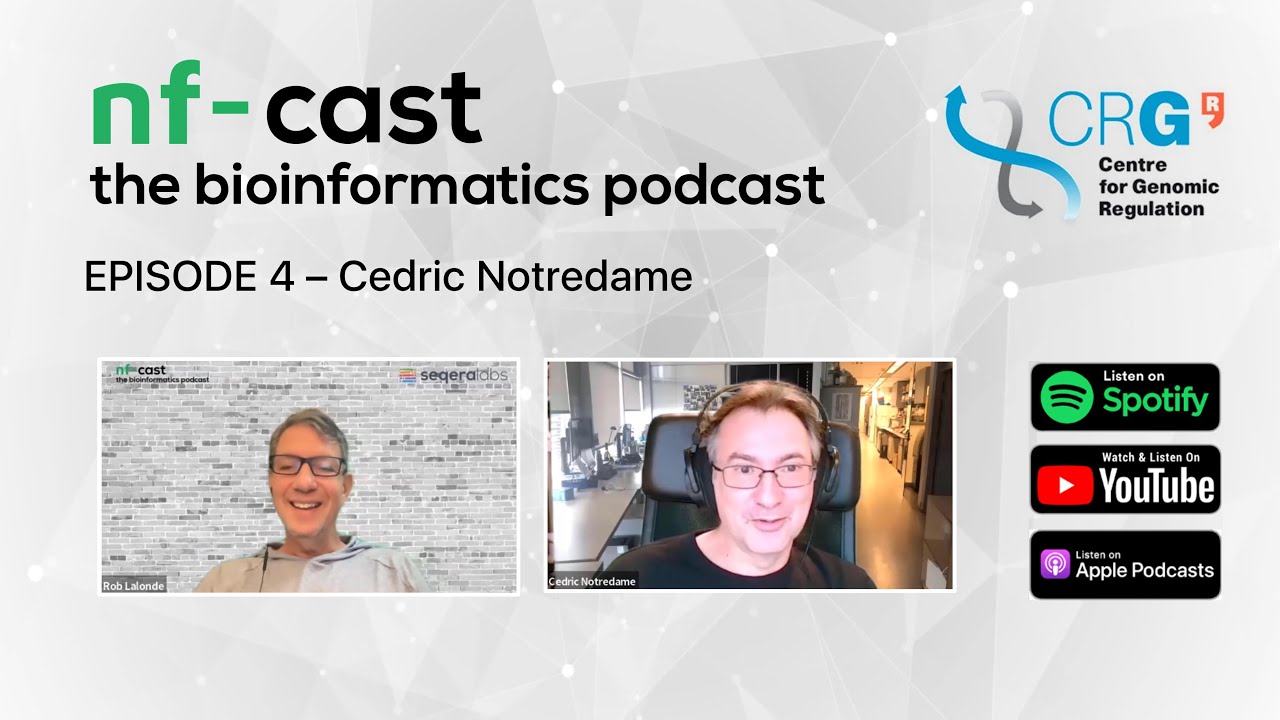 nf-cast
the bioinformatics podcast
CRG R
Centre
for Genomic
Regulation
EPISODE 4 – Cedric Notredame
nf-cast
the bioinformatics podcast
seqeralabs
Rob Lalonde
Cedric Notredame
Listen on
Spotify
Watch & Listen On
YouTube
Listen on
Apple Podcasts